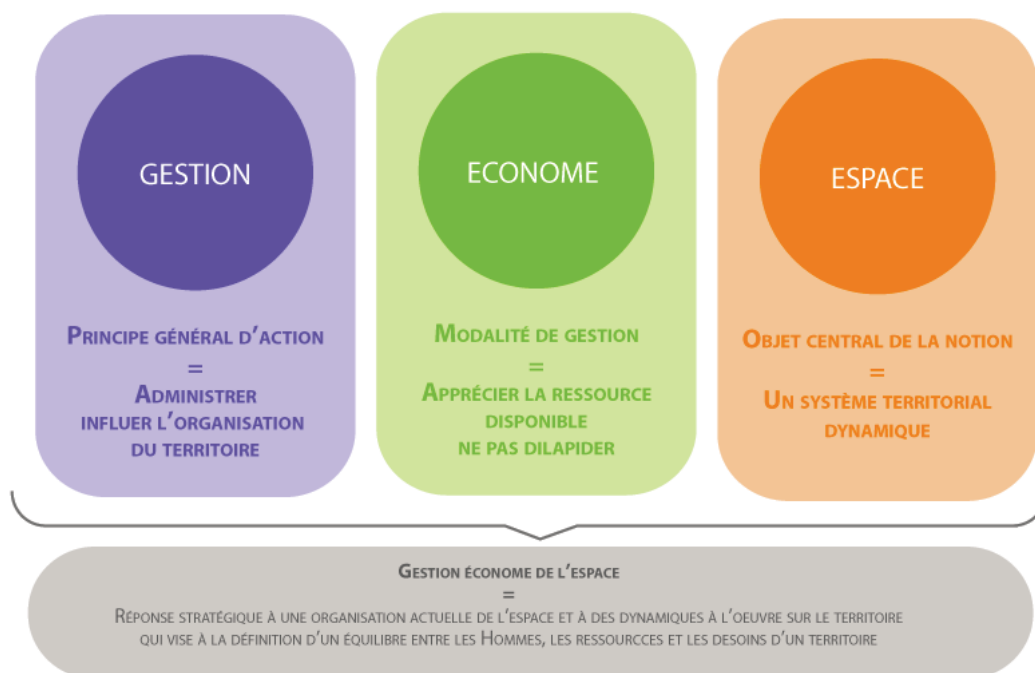 GESTION
PRINCIPE GÉNÉRAL D'ACTION
=
ADMINISTRER
INFLUER L'ORGANISATION
DU TERRITOIRE
ECONOME
MODALITÉ DE GESTION
=
APPRÉCIER LA RESSOURCE
DISPONIBLE
NE PAS DILAPIDER
ESPACE
OBJET CENTRAL DE LA NOTION
=
UN SYSTÈME TERRITORIAL
DYNAMIQUE
GESTION ÉCONOME DE L'ESPACE
=
RÉPONSE STRATÉGIQUE À UNE ORGANISATION ACTUELLE DE L'ESPACE ET À DES DYNAMIQUES À L'OEUVRE SUR LE TERRITOIRE
QUI VISE À LA DÉFINITION D'UN ÉQUILIBRE ENTRE LES HOMMES, LES RESSOURCCES ET LES DESOINS D'UN TERRITOIRE